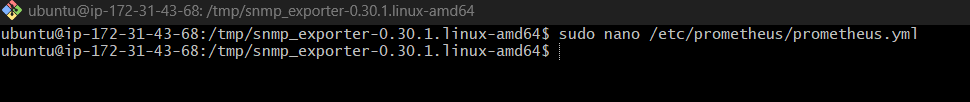 ubuntu@ip-172-31-43-68: /tmp/snmp_exporter-0.30.1.linux-amd64
ubuntu@ip-172-31-43-68:/tmp/snmp_exporter-0.30.1.linux-amd64$ sudo nano /etc/prometheus/prometheus.yml
ubuntu@ip-172-31-43-68:/tmp/snmp_exporter-0.30.1.linux-amd64$